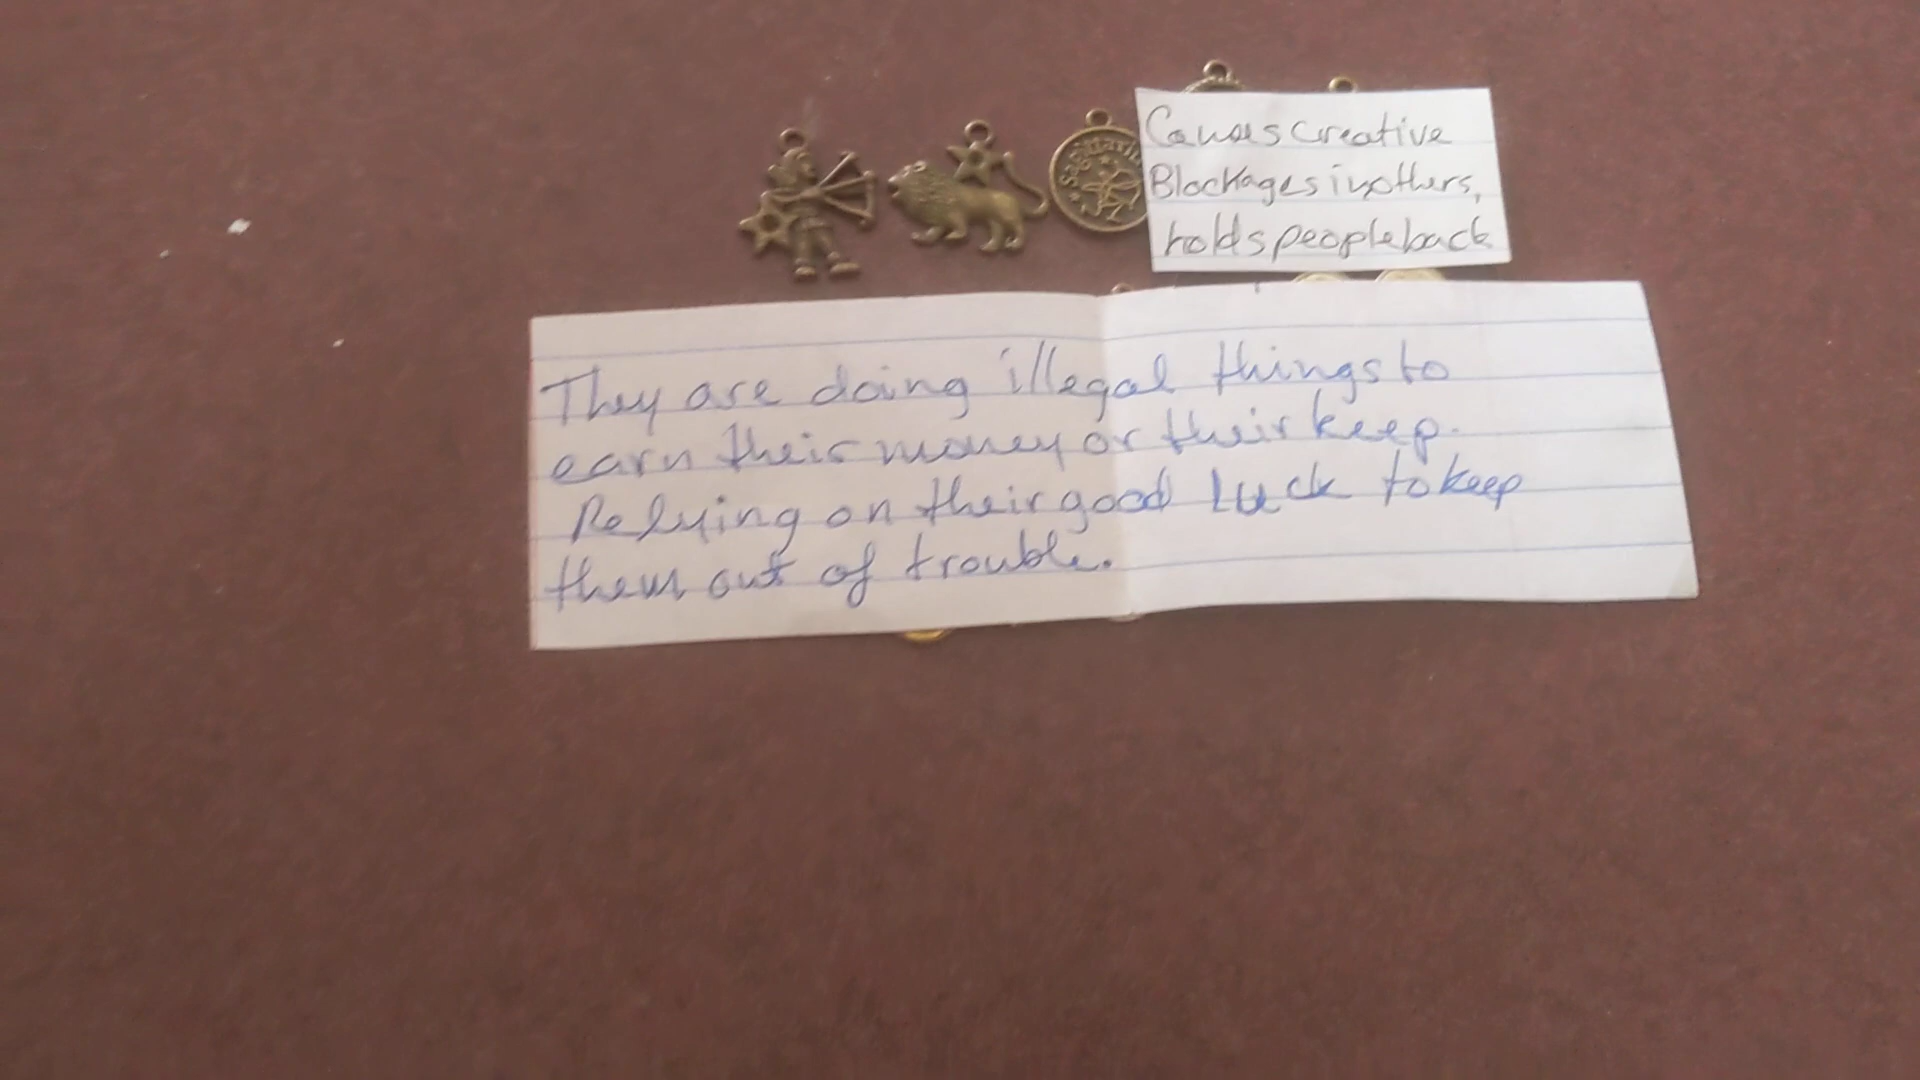 Sagittari
Causes creative
Blockages in others,
holds people back
They are doing illegal things to
earn their money or their keep.
Relying on their good luck to keep
them out of trouble.